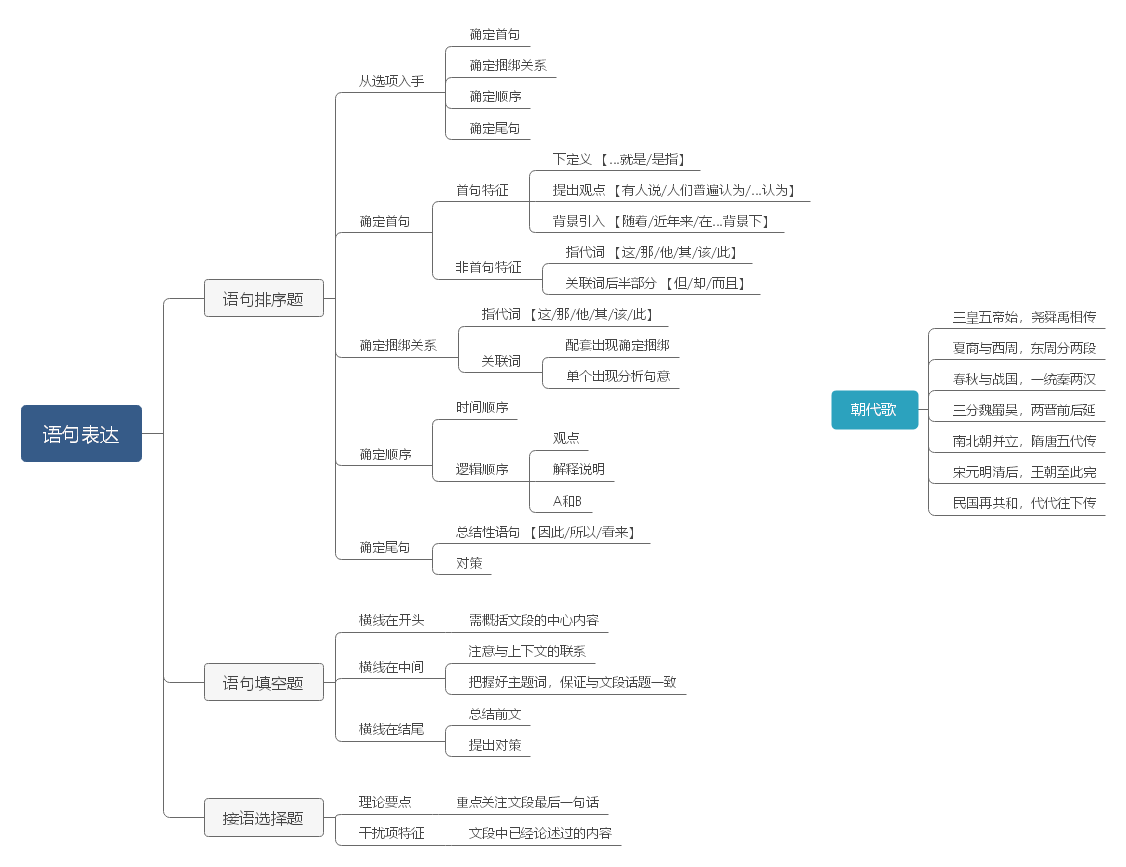 语句表达
语句排序题
从选项入手
确定首句
确定捆绑关系
确定顺序
确定尾句
确定首句
首句特征
下定义 【...就是/是指】
提出观点 【有人说/人们普遍认为/...认为】
背景引入 【随着/近年来/在...背景下】
非首句特征
指代词 【这/那/他/其/该/此】
关联词后半部分 【但/却/而且】
确定捆绑关系
指代词 【这/那/他/其/该/此】
关联词
配套出现确定捆绑
单个出现分析句意
确定顺序
时间顺序
逻辑顺序
观点
解释说明
A和B
确定尾句
总结性语句 【因此/所以/看来】
对策
语句填空题
横线在开头
需概括文段的中心内容
横线在中间
注意与上下文的联系
把握好主题词，保证与文段话题一致
横线在结尾
总结前文
提出对策
接语选择题
理论要点
重点关注文段最后一句话
干扰项特征
文段中已经论述过的内容
朝代歌
三皇五帝始，尧舜禹相传
夏商与西周，东周分两段
春秋与战国，一统秦两汉
三分魏蜀吴，两晋前后延
南北朝并立，隋唐五代传
宋元明清后，王朝至此完
民国再共和，代代往下传